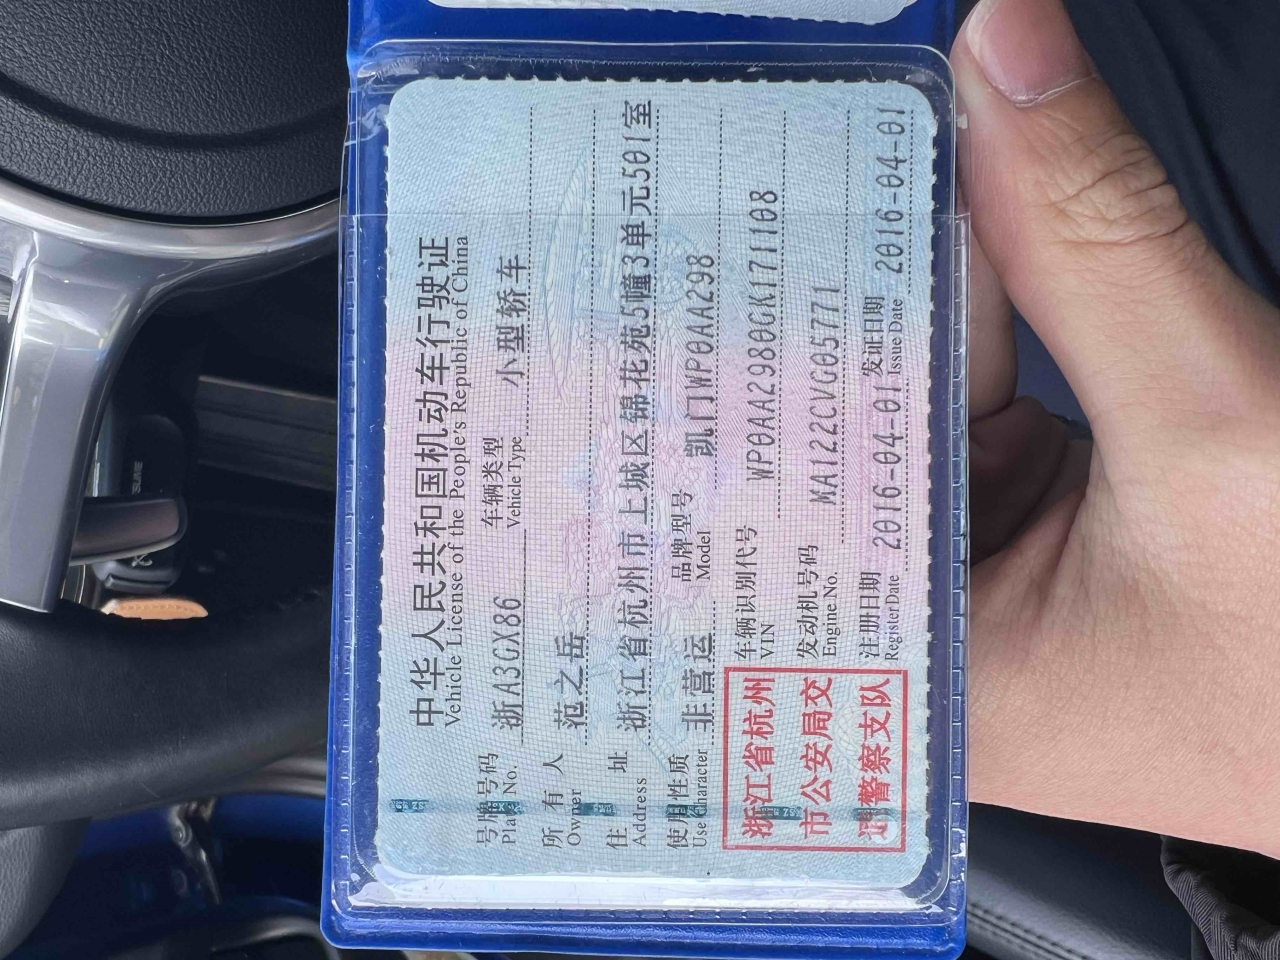 中华人民共和国机动车行驶证
Vehicle License of the People's Republic of China
号牌号码 浙A3GX86 车辆类型 小型轿车
Plate No. Vehicle Type
所有人 范之岳
Owner
住址 浙江省杭州市上城区锦花苑5幢3单元501室
Address
使用性质 非营运 品牌型号 凯门WP0AA298
Use Character Model
浙江省杭州市公安局交通警察支队
车辆识别代号 WP0AA2980GK171108
VIN
发动机号码 MA122CVG05771
Engine No.
注册日期 2016-04-01 发证日期 2016-04-01
Register Date Issue Date